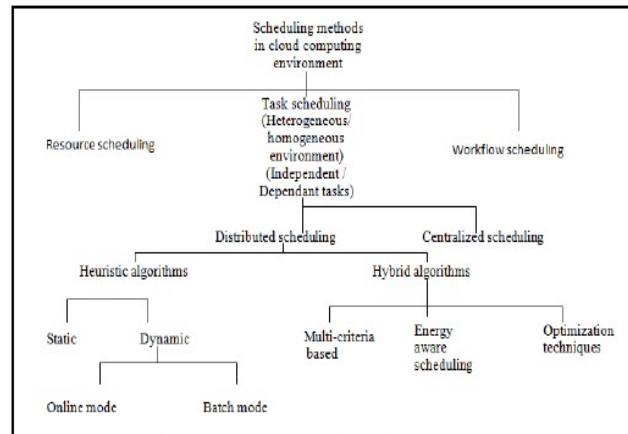 Scheduling methods
in cloud computing
environment
Resource scheduling
Task scheduling
(Heterogeneous/
homogeneous
environment)
(Independent /
Dependant tasks)
Workflow scheduling
Distributed scheduling
Centralized scheduling
Heuristic algorithms
Hybrid algorithms
Static
Dynamic
Multi-criteria
based
Energy
aware
scheduling
Optimization
techniques
Online mode
Batch mode